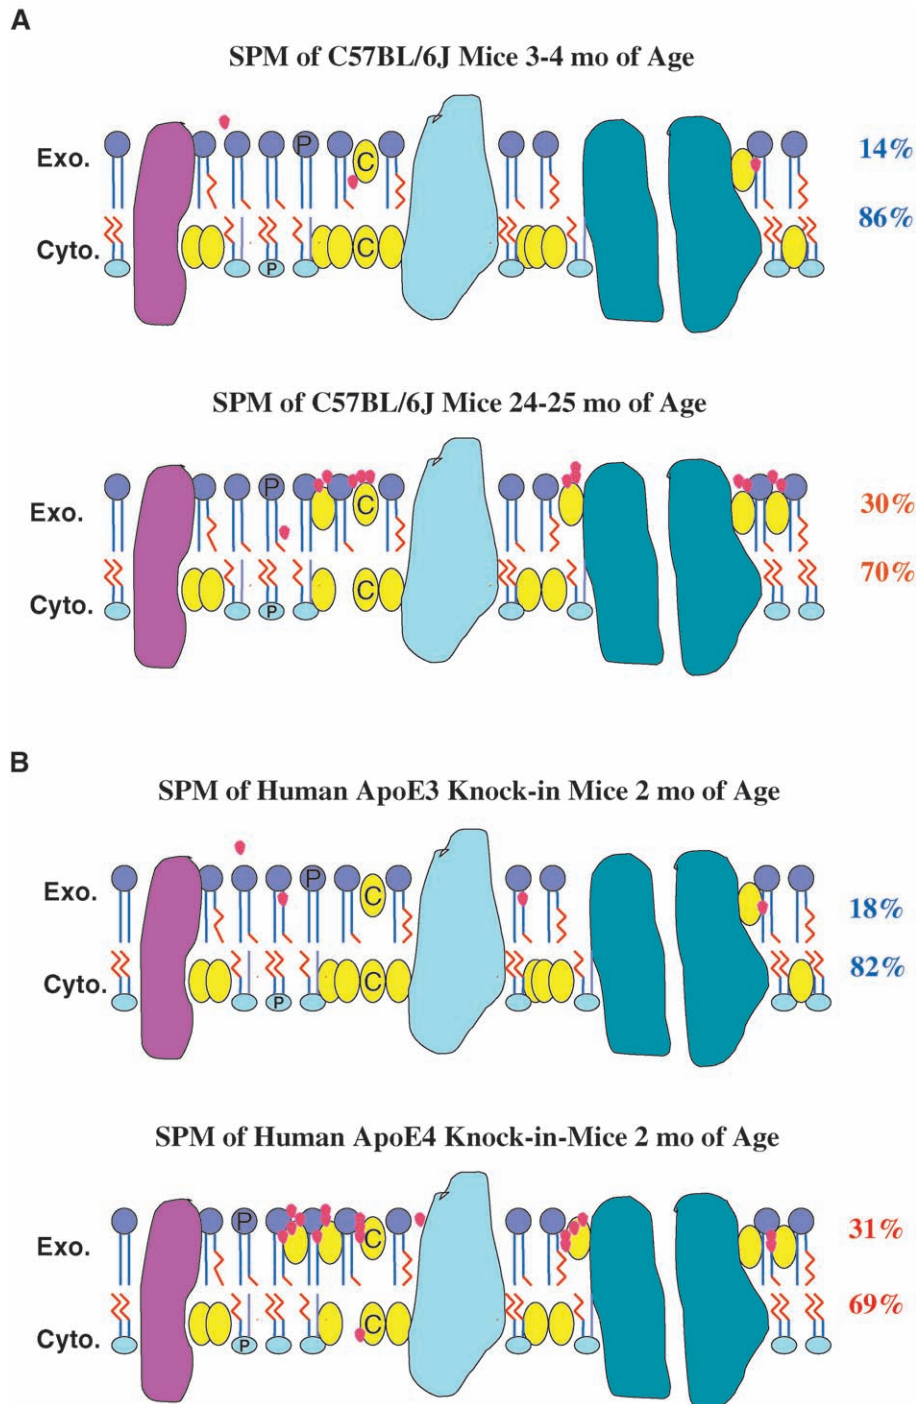 A
SPM of C57BL/6J Mice 3-4 mo of Age
P
Exo.
C
14%
86%
Cyto.
C
P
SPM of C57BL/6J Mice 24-25 mo of Age
P
Exo.
C
30%
70%
Cyto.
C
P
B
SPM of Human ApoE3 Knock-in Mice 2 mo of Age
P
Exo.
C
18%
82%
Cyto.
C
P
SPM of Human ApoE4 Knock-in-Mice 2 mo of Age
P
Exo.
C
31%
69%
Cyto.
C
P